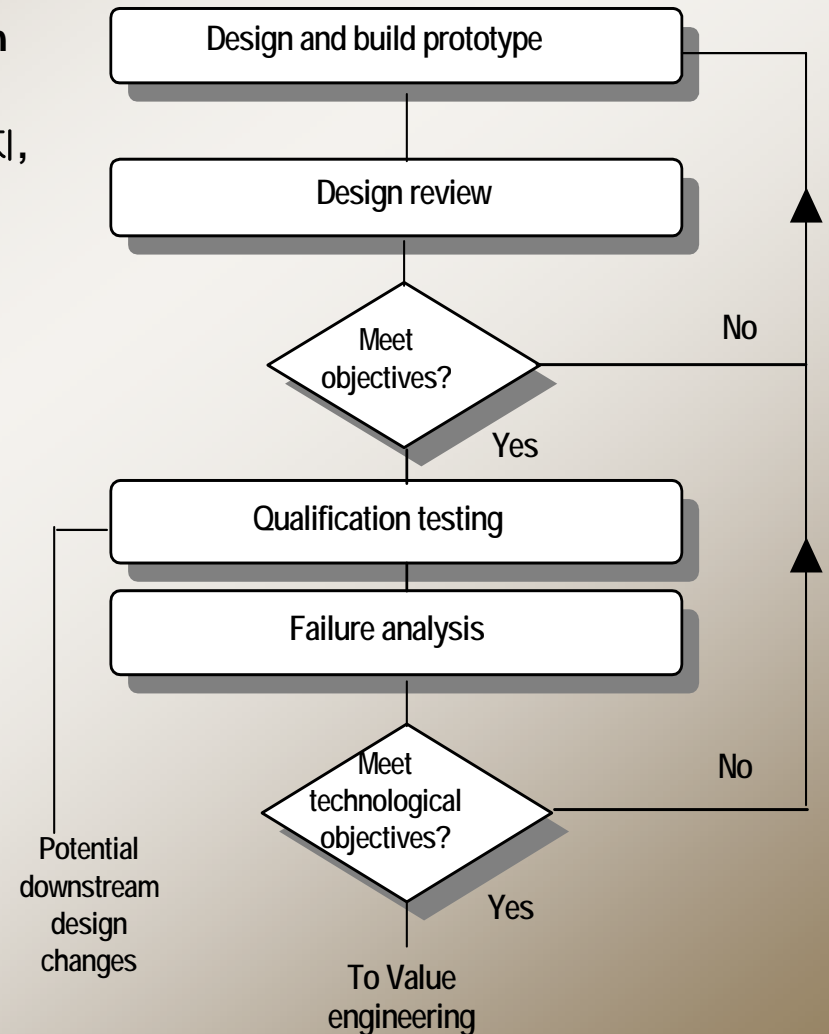 n
지,
Design and build prototype
Design review
Meet
objectives?
No
Yes
Qualification testing
Failure analysis
Meet
technological
objectives?
No
Yes
Potential
downstream
design
changes
To Value
engineering